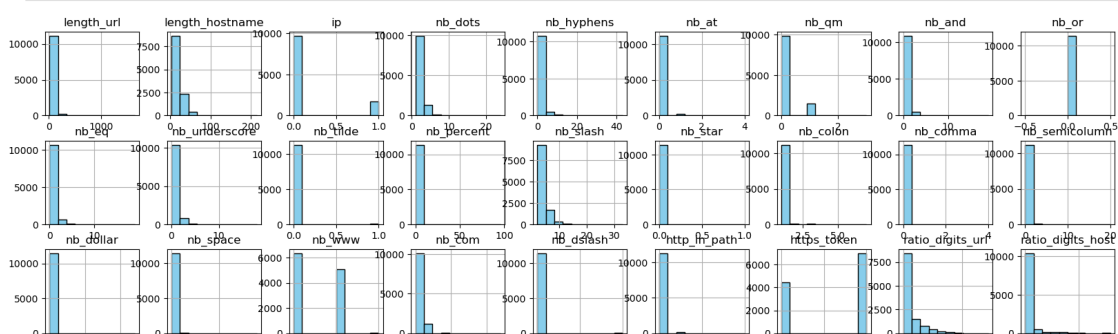 length_url length_hostname ip nb_dots nb_hyphens nb_at nb_qm nb_and nb_or
10000 7500 10000 10000 10000 10000 10000 10000 10000
5000 5000 5000 5000 5000 5000 5000 5000 5000
2500
0 0 0 0 0 0 0 0 0
0 1000 0 100 200 0.0 0.5 1.0 0 20 0 20 40 0 2 4 0 2 0 10 −0.5 0.0 0.5
nb_eq nb_underscore nb_tilde nb_percent nb_slash nb_star nb_colon nb_comma nb_semicolumn
10000 10000 10000 10000 7500 10000 10000 10000 10000
5000 5000 5000 5000 5000 5000 5000 5000 5000
2500
0 0 0 0 0 0 0 0 0
0 10 0 10 0.0 0.5 1.0 0 50 100 0 10 20 30 0.0 0.5 1.0 2.5 5.0 0 2 4 0 10 20
nb_dollar nb_space nb_www nb_com nb_dslash http_in_path https_token ratio_digits_url ratio_digits_host
10000 10000 6000 10000 10000 10000 6000 7500 10000
5000 5000 4000 5000 5000 5000 4000 5000 5000
2000 2000 2500
0 0 0 0 0 0 0 0 0